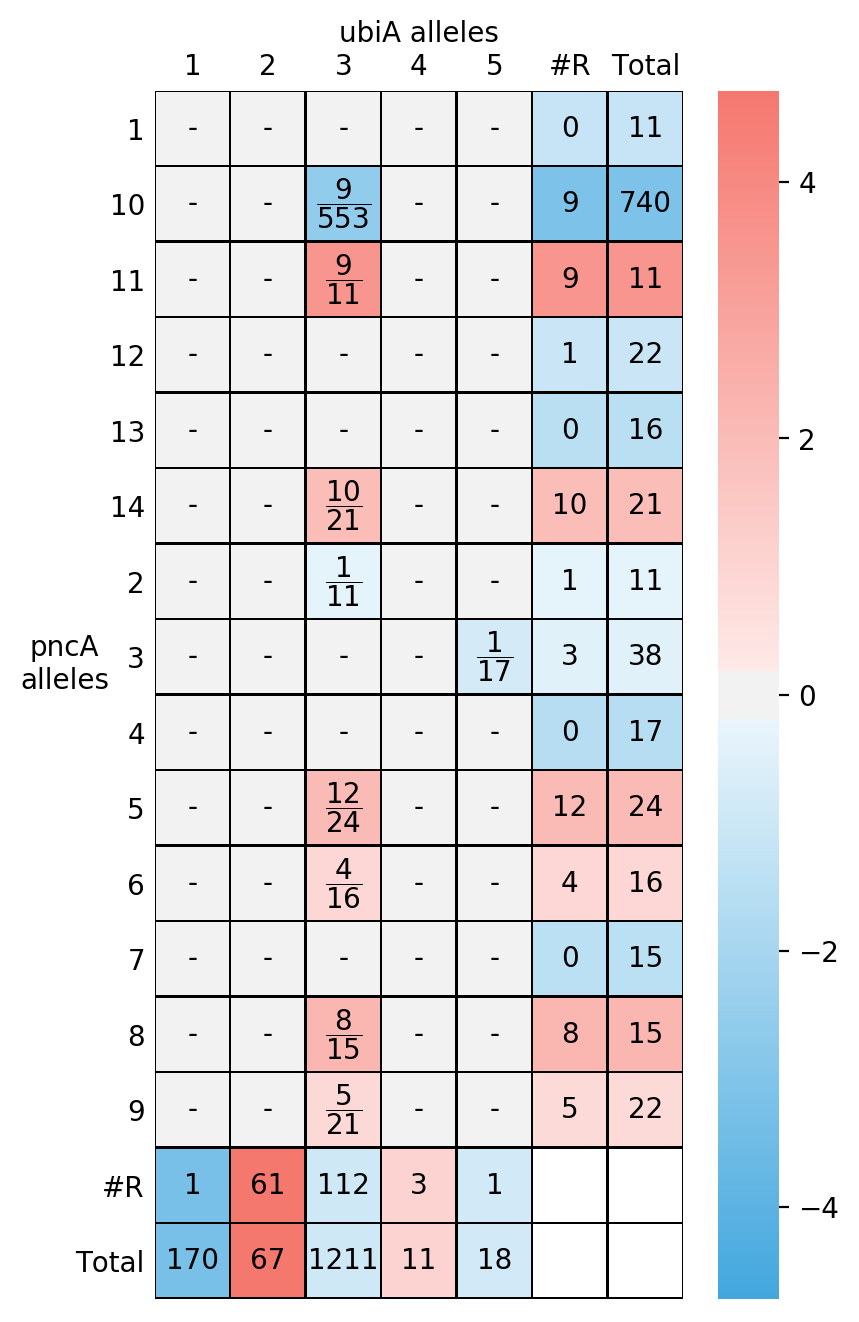 ubiA alleles
1 2 3 4 5 #R Total
1 - - - - - 0 11
10 - - 9/553 - - 9 740
11 - - 9/11 - - 9 11
12 - - - - - 1 22
13 - - - - - 0 16
14 - - 10/21 - - 10 21
2 - - 1/11 - - 1 11
pncA
alleles
3 - - - - 1/17 3 38
4 - - - - - 0 17
5 - - 12/24 - - 12 24
6 - - 4/16 - - 4 16
7 - - - - - 0 15
8 - - 8/15 - - 8 15
9 - - 5/21 - - 5 22
#R 1 61 112 3 1
Total 170 67 1211 11 18
4
2
0
−2
−4